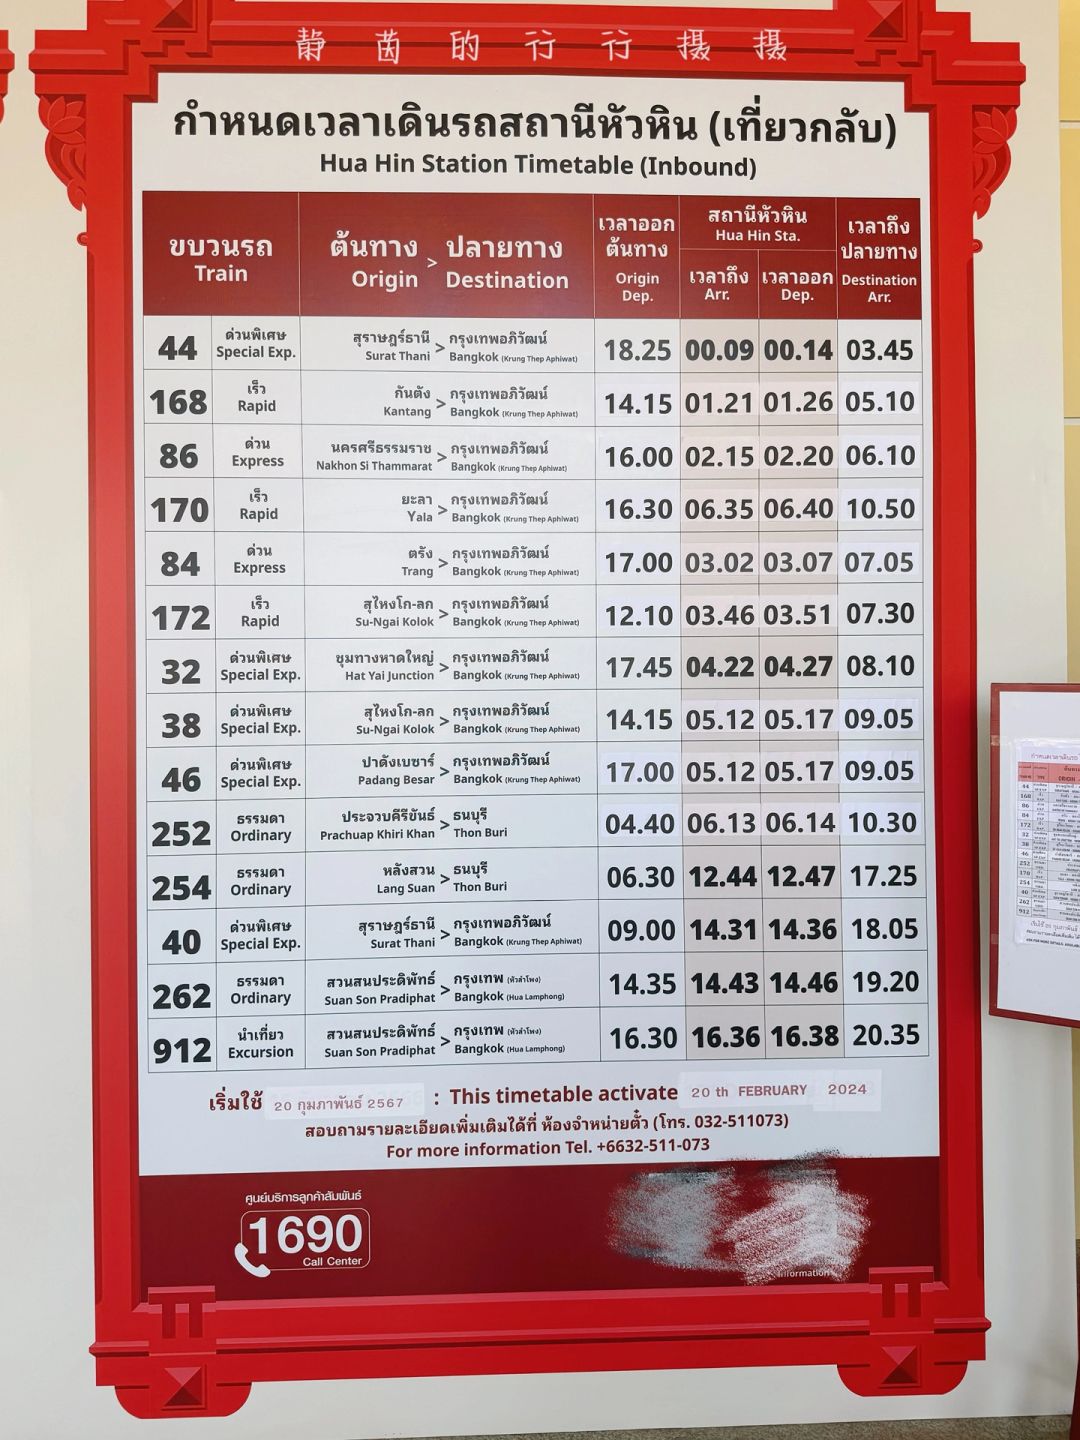 静茵的行行摄摄
กำหนดเวลาเดินรถสถานีหัวหิน (เที่ยวกลับ)
Hua Hin Station Timetable (Inbound)
ขบวนรถ Train ต้นทาง Origin > ปลายทาง Destination เวลาออกต้นทาง Origin Dep. สถานีหัวหิน Hua Hin Sta. เวลาถึง Arr. เวลาออก Dep. เวลาถึงปลายทาง Destination Arr.
44 ด่วนพิเศษ Special Exp. สุราษฎร์ธานี Surat Thani > กรุงเทพอภิวัฒน์ Bangkok (Krung Thep Aphiwat) 18.25 00.09 00.14 03.45
168 เร็ว Rapid กันตัง Kantang > กรุงเทพอภิวัฒน์ Bangkok (Krung Thep Aphiwat) 14.15 01.21 01.26 05.10
86 ด่วน Express นครศรีธรรมราช Nakhon Si Thammarat > กรุงเทพอภิวัฒน์ Bangkok (Krung Thep Aphiwat) 16.00 02.15 02.20 06.10
170 เร็ว Rapid ยะลา Yala > กรุงเทพอภิวัฒน์ Bangkok (Krung Thep Aphiwat) 16.30 06.35 06.40 10.50
84 ด่วน Express ตรัง Trang > กรุงเทพอภิวัฒน์ Bangkok (Krung Thep Aphiwat) 17.00 03.02 03.07 07.05
172 เร็ว Rapid สุไหงโก-ลก Su-Ngai Kolok > กรุงเทพอภิวัฒน์ Bangkok (Krung Thep Aphiwat) 12.10 03.46 03.51 07.30
32 ด่วนพิเศษ Special Exp. ชุมทางหาดใหญ่ Hat Yai Junction > กรุงเทพอภิวัฒน์ Bangkok (Krung Thep Aphiwat) 17.45 04.22 04.27 08.10
38 ด่วนพิเศษ Special Exp. สุไหงโก-ลก Su-Ngai Kolok > กรุงเทพอภิวัฒน์ Bangkok (Krung Thep Aphiwat) 14.15 05.12 05.17 09.05
46 ด่วนพิเศษ Special Exp. ปาดังเบซาร์ Padang Besar > กรุงเทพอภิวัฒน์ Bangkok (Krung Thep Aphiwat) 17.00 05.12 05.17 09.05
252 ธรรมดา Ordinary ประจวบคีรีขันธ์ Prachuap Khiri Khan > ธนบุรี Thon Buri 04.40 06.13 06.14 10.30
254 ธรรมดา Ordinary หลังสวน Lang Suan > ธนบุรี Thon Buri 06.30 12.44 12.47 17.25
40 ด่วนพิเศษ Special Exp. สุราษฎร์ธานี Surat Thani > กรุงเทพอภิวัฒน์ Bangkok (Krung Thep Aphiwat) 09.00 14.31 14.36 18.05
262 ธรรมดา Ordinary สวนสนประดิพัทธ์ Suan Son Pradiphat > กรุงเทพ (หัวลำโพง) Bangkok (Hua Lamphong) 14.35 14.43 14.46 19.20
912 นำเที่ยว Excursion สวนสนประดิพัทธ์ Suan Son Pradiphat > กรุงเทพ (หัวลำโพง) Bangkok (Hua Lamphong) 16.30 16.36 16.38 20.35
เริ่มใช้ 20 กุมภาพันธ์ 2567 : This timetable activate 20 th FEBRUARY 2024
สอบถามรายละเอียดเพิ่มเติมได้ที่ ห้องจำหน่ายตั๋ว (โทร. 032-511073)
For more information Tel. +6632-511-073
ศูนย์บริการลูกค้าสัมพันธ์
1690
Call Center